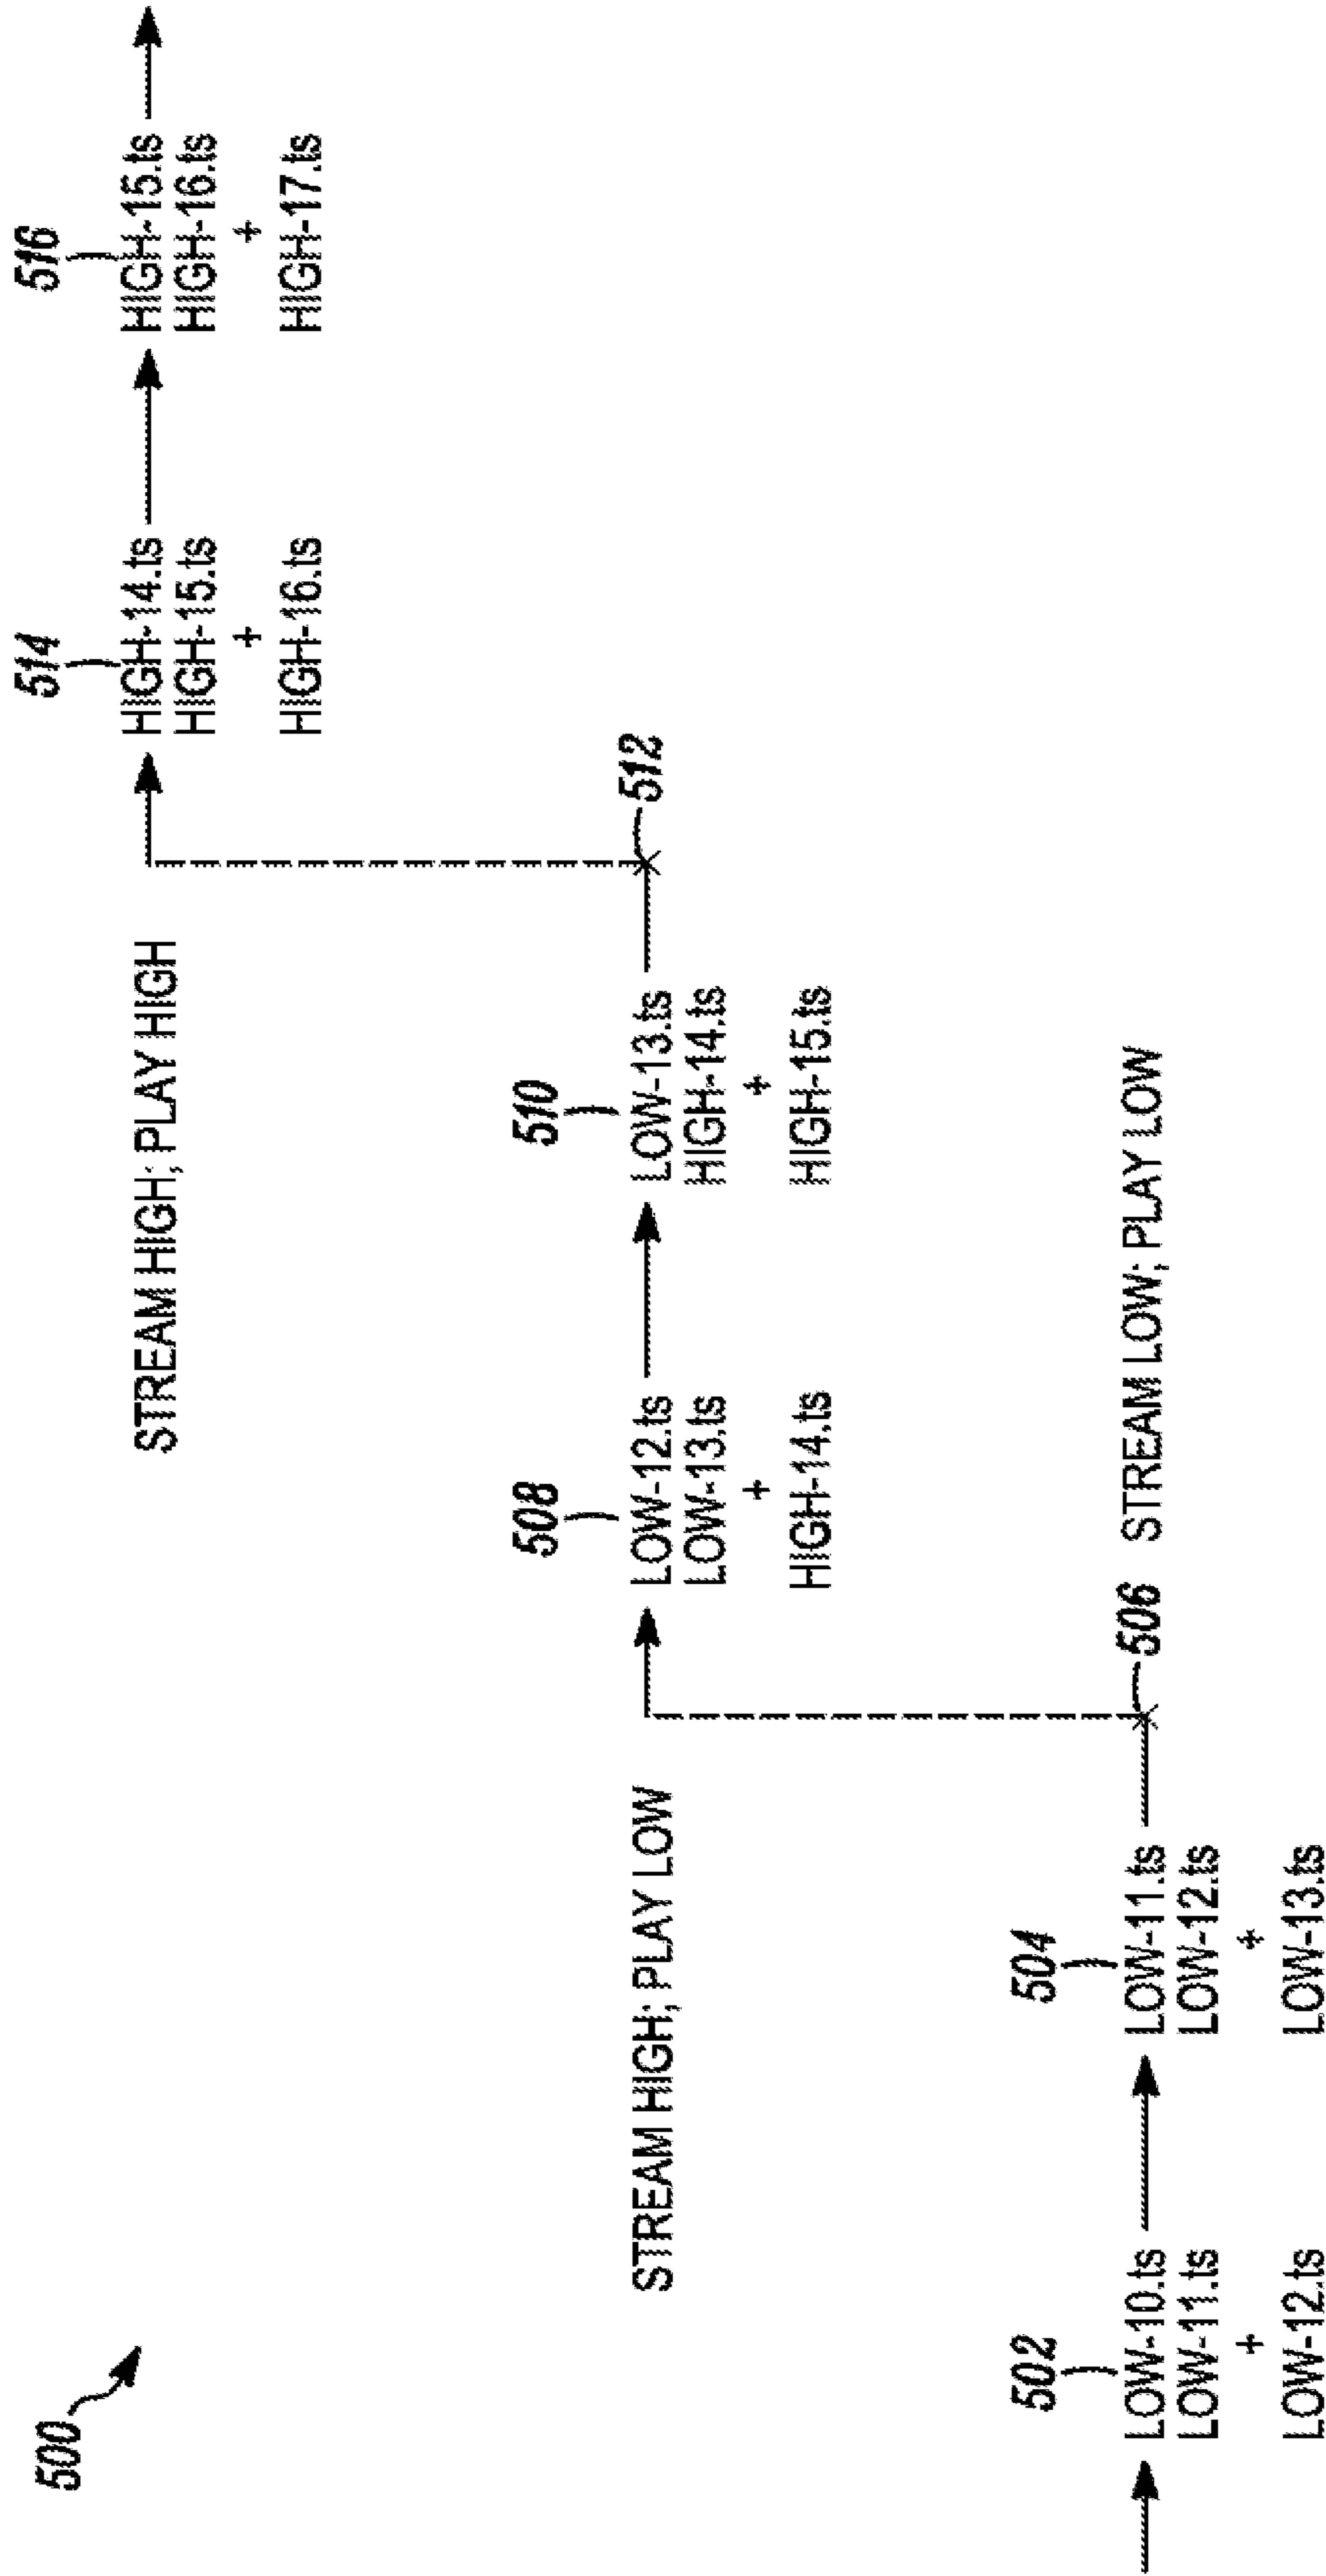 500
502
LOW-10.ts
LOW-11.ts
+
LOW-12.ts
504
LOW-11.ts
LOW-12.ts
+
LOW-13.ts
506
STREAM LOW; PLAY LOW
STREAM HIGH; PLAY LOW
508
LOW-12.ts
LOW-13.ts
+
HIGH-14.ts
510
LOW-13.ts
HIGH-14.ts
+
HIGH-15.ts
512
STREAM HIGH; PLAY HIGH
514
HIGH-14.ts
HIGH-15.ts
+
HIGH-16.ts
516
HIGH-15.ts
HIGH-16.ts
+
HIGH-17.ts